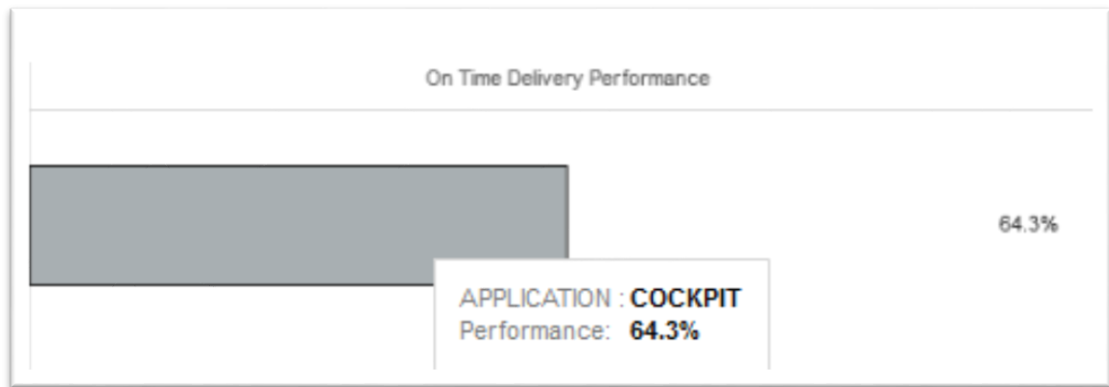 On Time Delivery Performance
64.3%
APPLICATION : COCKPIT
Performance: 64.3%